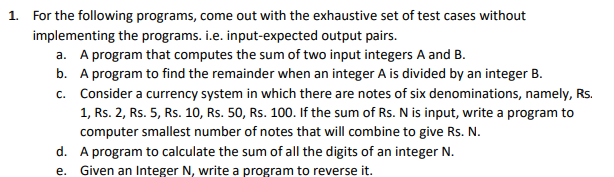 1. For the following programs, come out with the exhaustive set of test cases without
implementing the programs. i.e. input-expected output pairs.
a. A program that computes the sum of two input integers A and B.
b. A program to find the remainder when an integer A is divided by an integer B.
c. Consider a currency system in which there are notes of six denominations, namely, Rs.
1, Rs. 2, Rs. 5, Rs. 10, Rs. 50, Rs. 100. If the sum of Rs. N is input, write a program to
computer smallest number of notes that will combine to give Rs. N.
d. A program to calculate the sum of all the digits of an integer N.
e. Given an Integer N, write a program to reverse it.